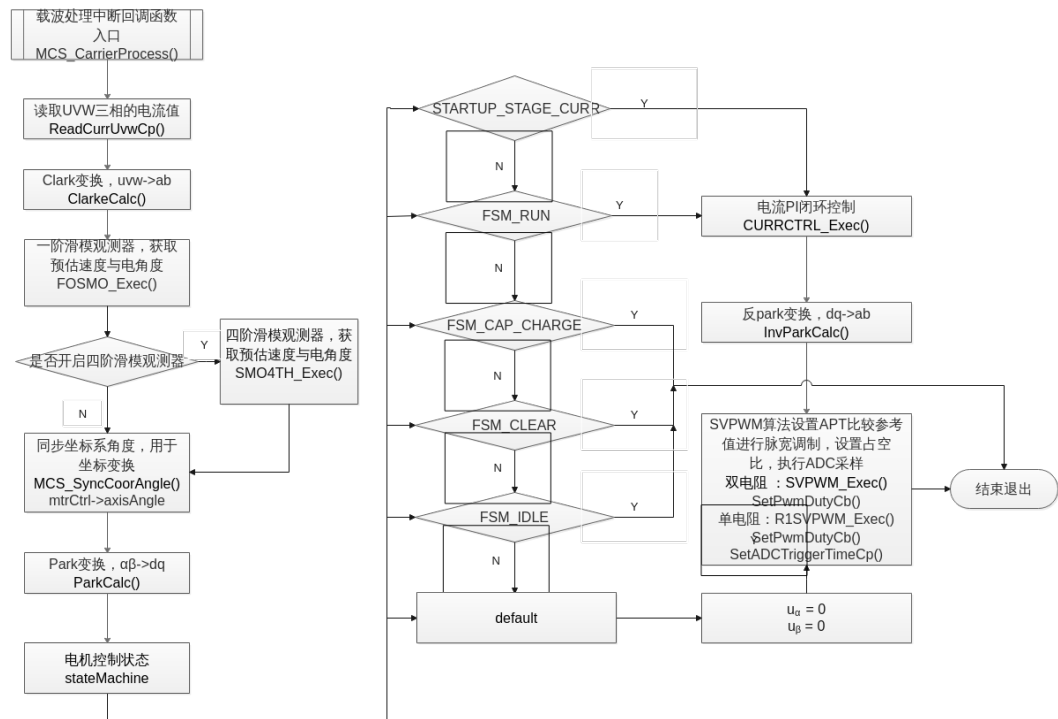 载波处理中断回调函数
入口
MCS_CarrierProcess()
读取UVW三相的电流值
ReadCurrUvwCp()
Clark变换，uvw->ab
ClarkeCalc()
一阶滑模观测器，获取
预估速度与电角度
FOSMO_Exec()
是否开启四阶滑模观测器
Y
四阶滑模观测器，获
取预估速度与电角度
SMO4TH_Exec()
N
同步坐标系角度，用于
坐标变换
MCS_SyncCoorAngle()
mtrCtrl->axisAngle
Park变换，αβ->dq
ParkCalc()
电机控制状态
stateMachine
STARTUP_STAGE_CURR
Y
N
FSM_RUN
Y
N
FSM_CAP_CHARGE
Y
N
FSM_CLEAR
Y
N
FSM_IDLE
Y
N
default
电流PI闭环控制
CURRCTRL_Exec()
反park变换，dq->ab
InvParkCalc()
SVPWM算法设置APT比较参考
值进行脉宽调制，设置占空
比，执行ADC采样
双电阻 ：SVPWM_Exec()
SetPwmDutyCb()
单电阻：R1SVPWM_Exec()
SetPwmDutyCb()
Y
SetADCTriggerTimeCp()
uα = 0
uβ = 0
结束退出